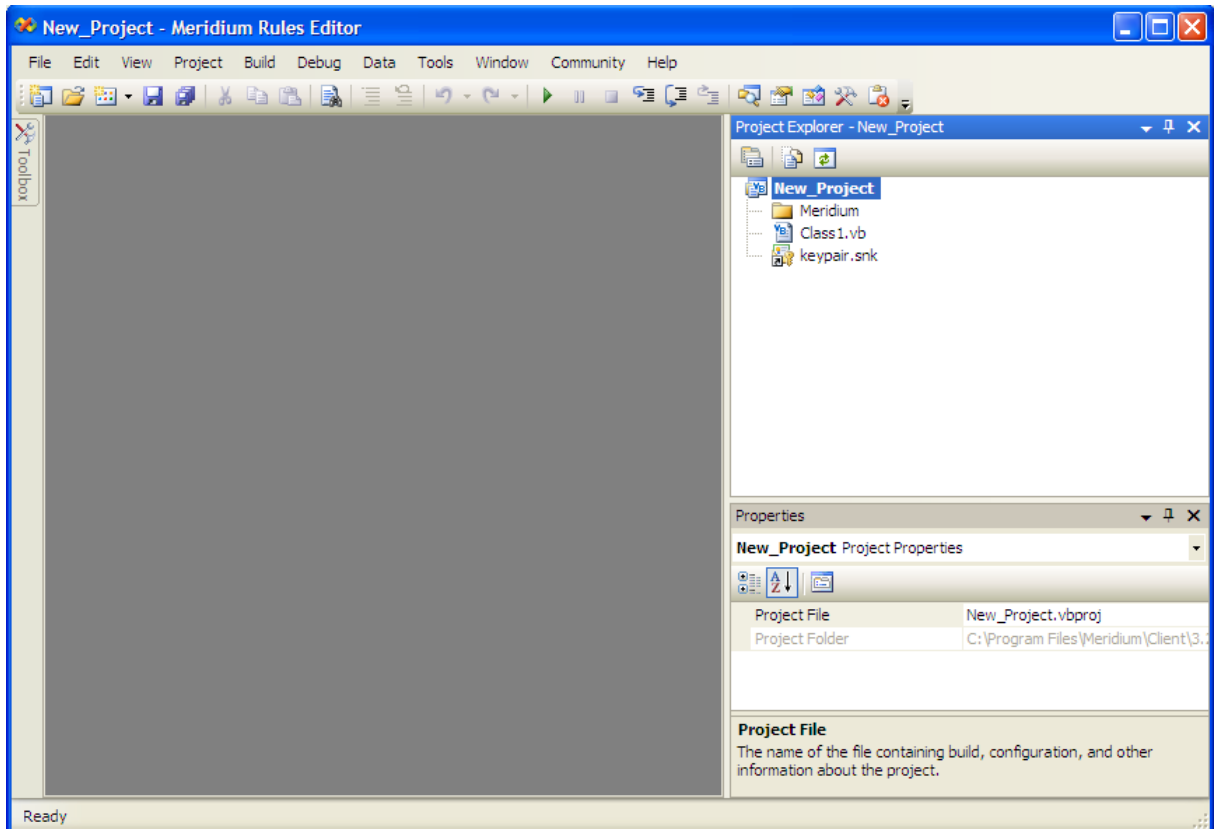 New_Project - Meridium Rules Editor
File Edit View Project Build Debug Data Tools Window Community Help
Toolbox
Project Explorer - New_Project
New_Project
Meridium
Class1.vb
keypair.snk
Properties
New_Project Project Properties
Project File New_Project.vbproj
Project Folder C:\Program Files\Meridium\Client\3.
Project File
The name of the file containing build, configuration, and other
information about the project.
Ready